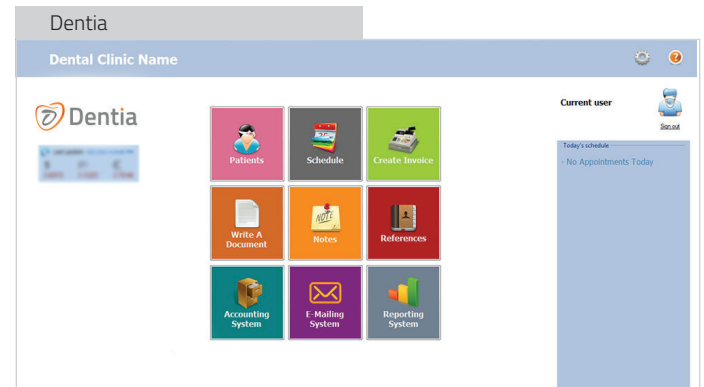 Dentia
Dental Clinic Name
Dentia
Current user
Sign out
Patients
Schedule
Create Invoice
Today's schedule
- No Appointments Today
Write A
Document
NOTE
Notes
References
Accounting
System
E-Mailing
System
Reporting
System